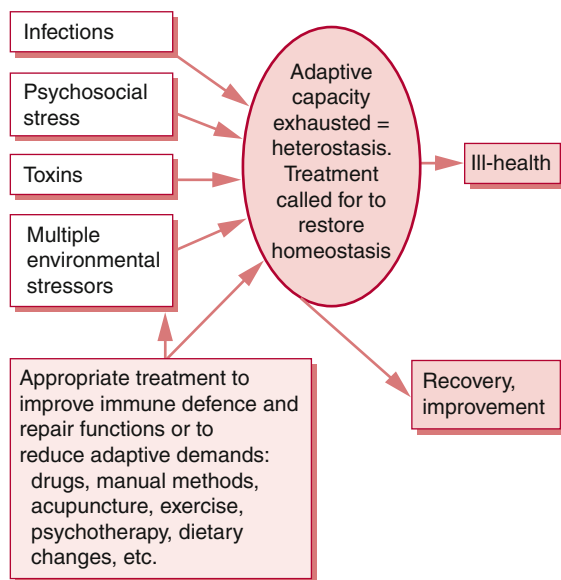 Infections
Psychosocial
stress
Toxins
Multiple
environmental
stressors
Adaptive
capacity
exhausted =
heterostasis.
Treatment
called for to
restore
homeostasis
Ill-health
Appropriate treatment to
improve immune defence and
repair functions or to
reduce adaptive demands:
drugs, manual methods,
acupuncture, exercise,
psychotherapy, dietary
changes, etc.
Recovery,
improvement